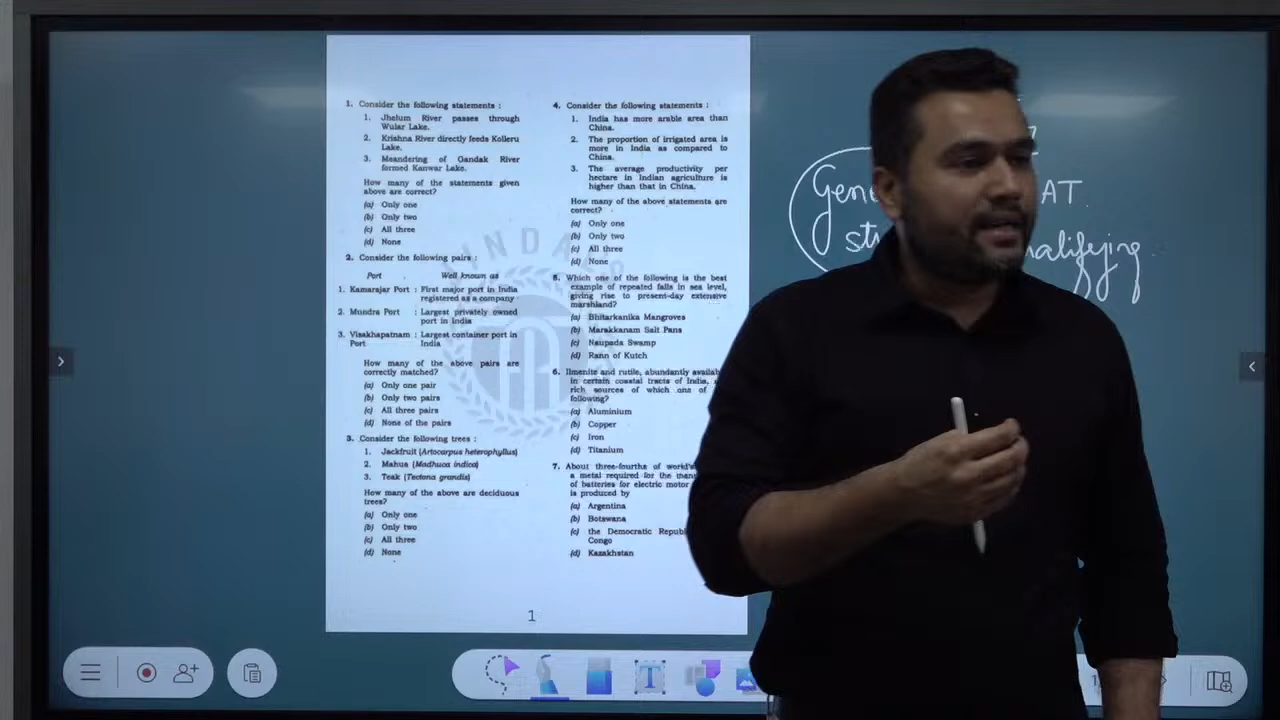 1. Consider the following statements :
1. Jhelum River passes through
Wular Lake.
2. Krishna River directly feeds Kolleru
Lake.
3. Meandering of Gandak River
formed Kanwar Lake.
How many of the statements given
above are correct?
(a) Only one
(b) Only two
(c) All three
(d) None
2. Consider the following pairs :
Port Well known as
1. Kamarajar Port : First major port in India
registered as a company
2. Mundra Port : Largest privately owned
port in India
3. Visakhapatnam : Largest container port in
Port India
How many of the above pairs are
correctly matched?
(a) Only one pair
(b) Only two pairs
(c) All three pairs
(d) None of the pairs
3. Consider the following trees :
1. Jackfruit (Artocarpus heterophyllus)
2. Mahua (Madhuca indica)
3. Teak (Tectona grandis)
How many of the above are deciduous
trees?
(a) Only one
(b) Only two
(c) All three
(d) None
4. Consider the following statements :
1. India has more arable area than
China.
2. The proportion of irrigated area is
more in India as compared to
China.
3. The average productivity per
hectare in Indian agriculture is
higher than that in China.
How many of the above statements are
correct?
(a) Only one
(b) Only two
(c) All three
(d) None
5. Which one of the following is the best
example of repeated falls in sea level,
giving rise to present-day extensive
marshland?
(a) Bhitarkanika Mangroves
(b) Marakkanam Salt Pans
(c) Naupada Swamp
(d) Rann of Kutch
6. Ilmenite and rutile, abundantly
in certain coastal tracts of India,
rich sources of which one of
following?
(a) Aluminium
(b) Copper
(c) Iron
(d) Titanium
7. About three-fourths of world's
a metal required for the
of batteries for electric motor
is produced by
(a) Argentina
(b) Botswana
(c) the Democratic
Congo
(d) Kazakhstan
1
INDIA
AT.
T